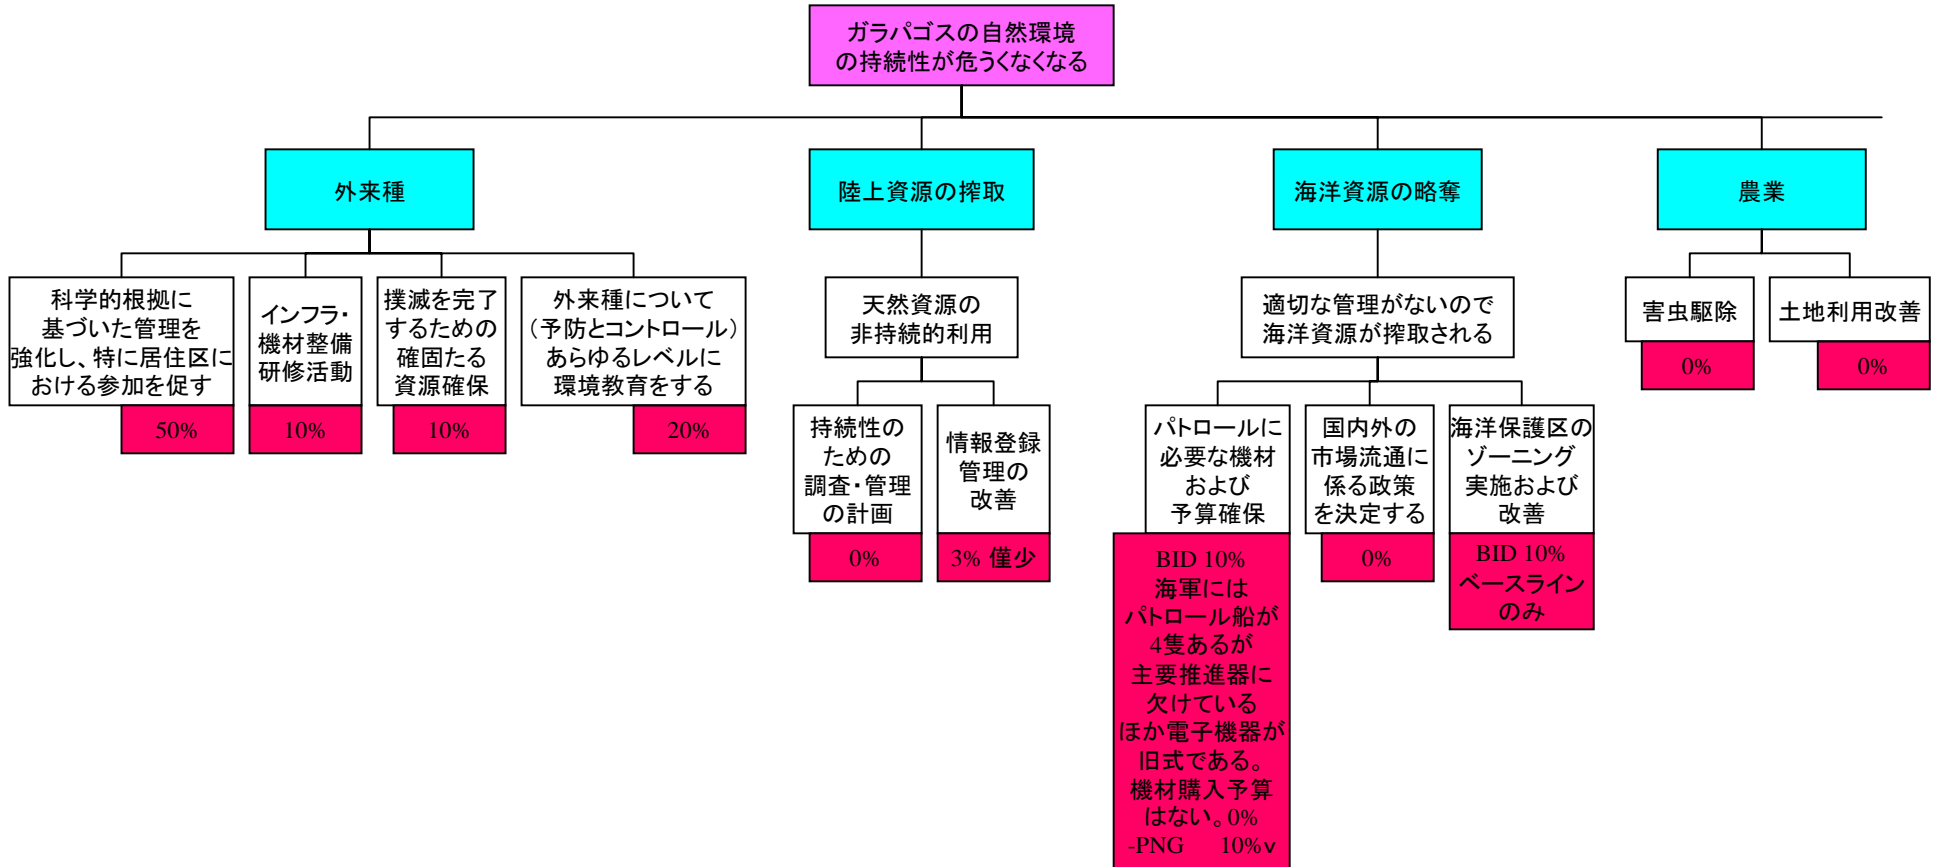 ガラパゴスの自然環境
の持続性が危うくなくなる
外来種
陸上資源の搾取
海洋資源の略奪
農業
科学的根拠に
基づいた管理を
強化し、特に居住区に
おける参加を促す
50%
インフラ・
機材整備
研修活動
10%
撲滅を完了
するための
確固たる
資源確保
10%
外来種について
（予防とコントロール）
あらゆるレベルに
環境教育をする
20%
天然資源の
非持続的利用
持続性の
ための
調査・管理
の計画
0%
情報登録
管理の
改善
3% 僅少
適切な管理がないので
海洋資源が搾取される
パトロールに
必要な機材
および
予算確保
BID 10%
海軍には
パトロール船が
4隻あるが
主要推進器に
欠けている
ほか電子機器が
旧式である。
機材購入予算
はない。0%
-PNG 10%v
国内外の
市場流通に
係る政策
を決定する
0%
海洋保護区の
ゾーニング
実施および
改善
BID 10%
ベースライン
のみ
害虫駆除
0%
土地利用改善
0%